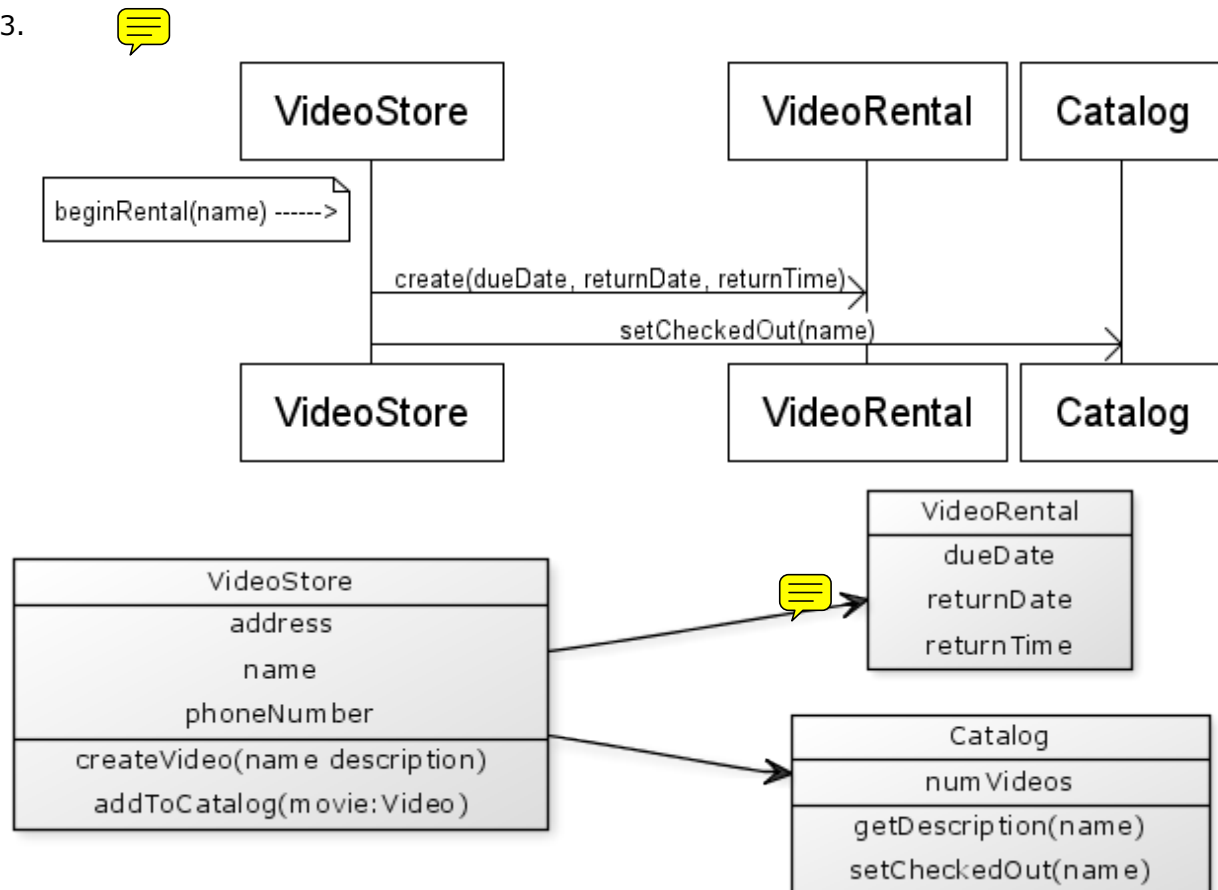 3.
VideoStore
VideoRental
Catalog
beginRental(name) ------>
create(dueDate, returnDate, returnTime)
setCheckedOut(name)
VideoStore
VideoRental
Catalog
VideoRental
dueDate
returnDate
returnTime
VideoStore
address
name
phoneNumber
createVideo(name description)
addToCatalog(movie:Video)
Catalog
numVideos
getDescription(name)
setCheckedOut(name)